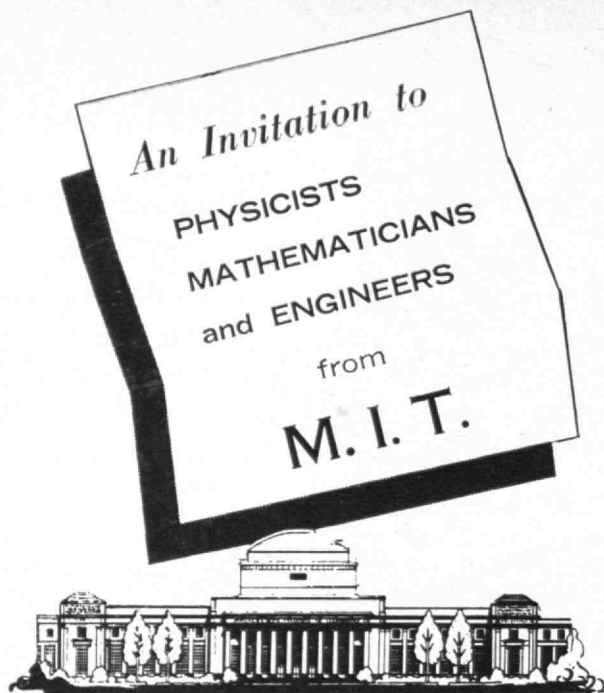 An Invitation to
PHYSICISTS
MATHEMATICIANS
and ENGINEERS
from
M. I. T.